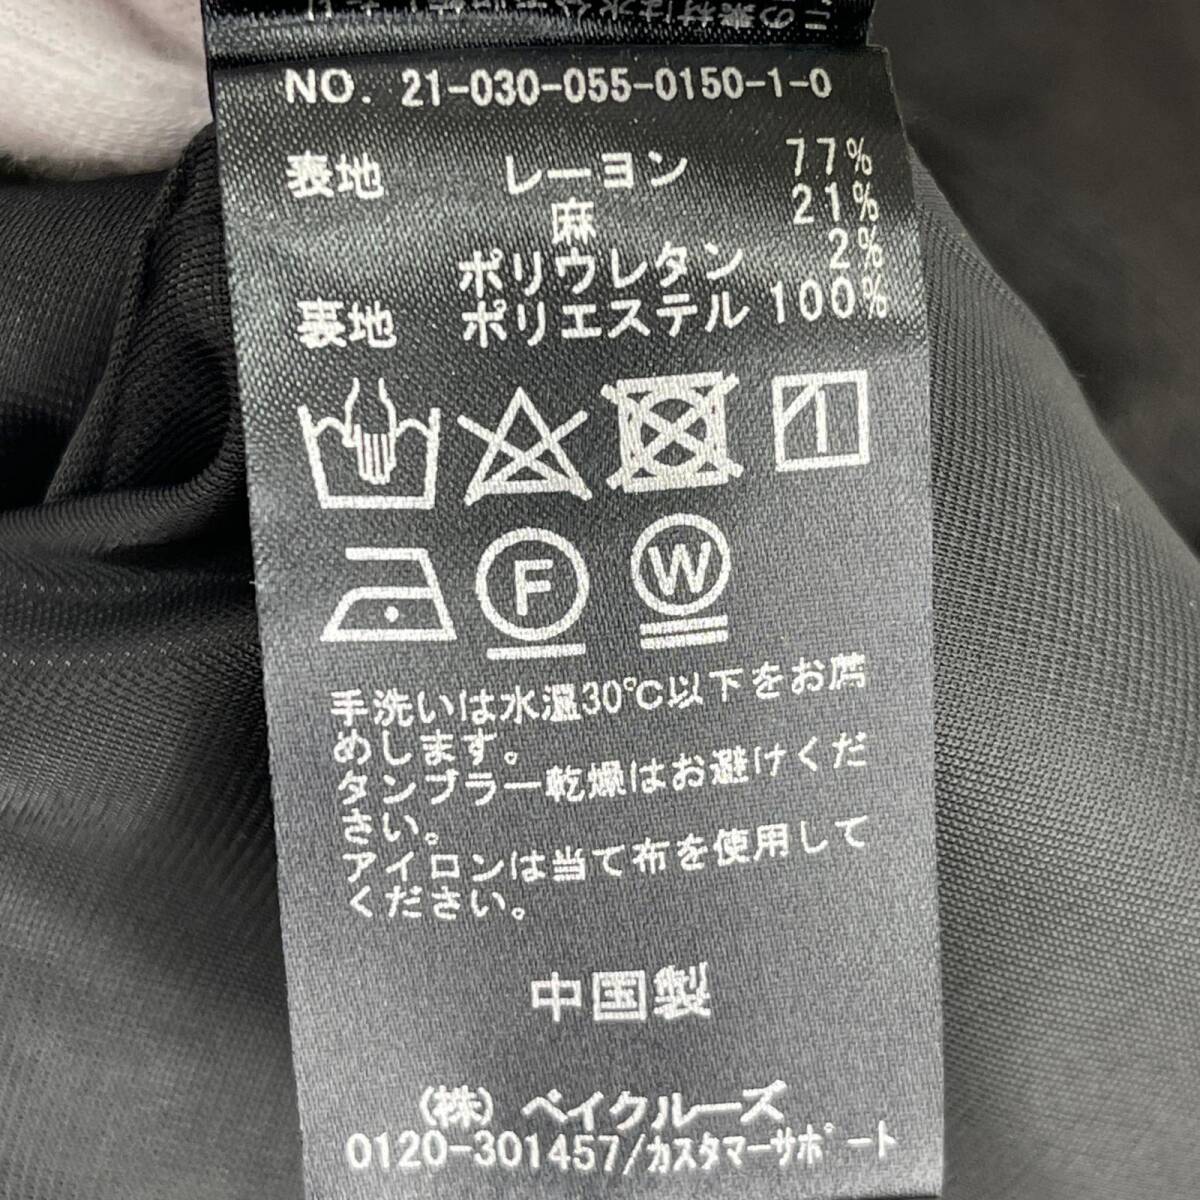 NO. 21-030-055-0150-1-0
表地 レーヨン 77%
麻 21%
ポリウレタン 2%
裏地 ポリエステル 100%
F W
手洗いは水温30℃以下をお薦
めします。
タンブラー乾燥はお避けくだ
さい。
アイロンは当て布を使用して
ください。
中国製
(株) ベイクルーズ
0120-301457/カスタマーサポート